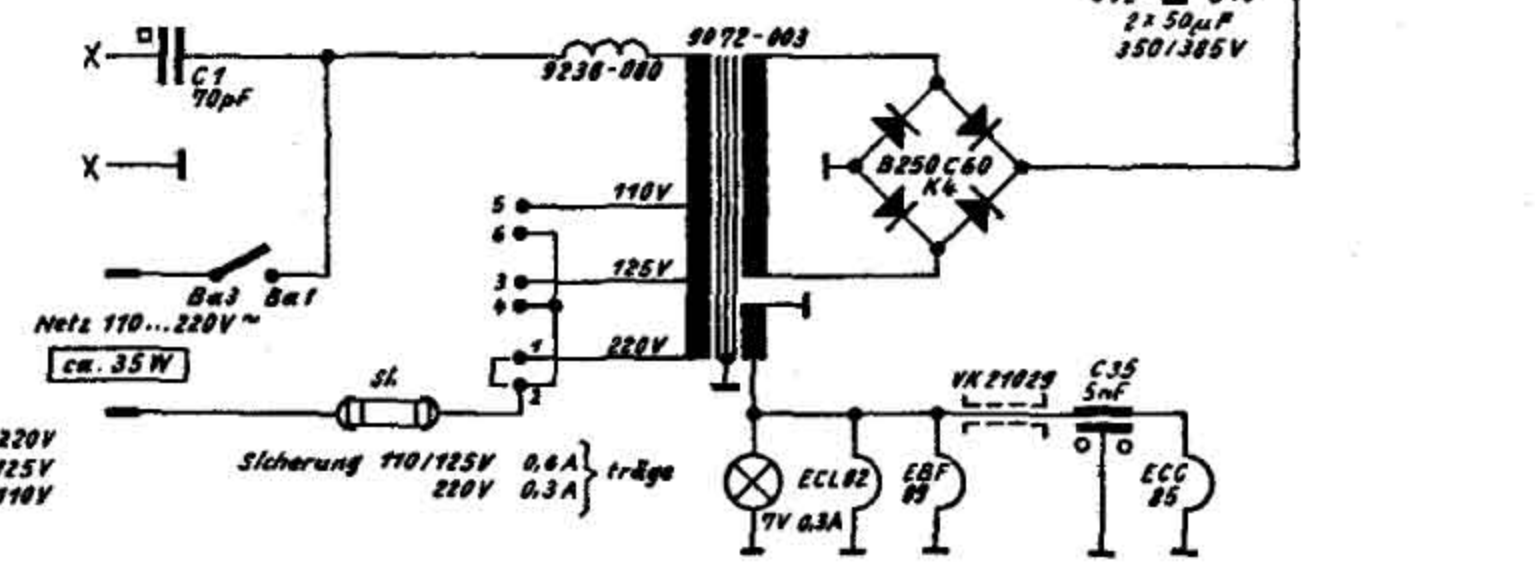 2 x 50µF
350/385V
9072-003
X
C1
70pF
9236-080
X
B250C60
K4
5
110V
6
3
125V
4
Ba3
Ba1
Netz 110...220V~
1
220V
ca. 35W
2
Si.
VK 21029
C35
5nF
220V
125V
110V
Sicherung 110/125V 0,6A
220V 0,3A
träge
ECL82
EBF
89
ECC
85
7V 0,3A